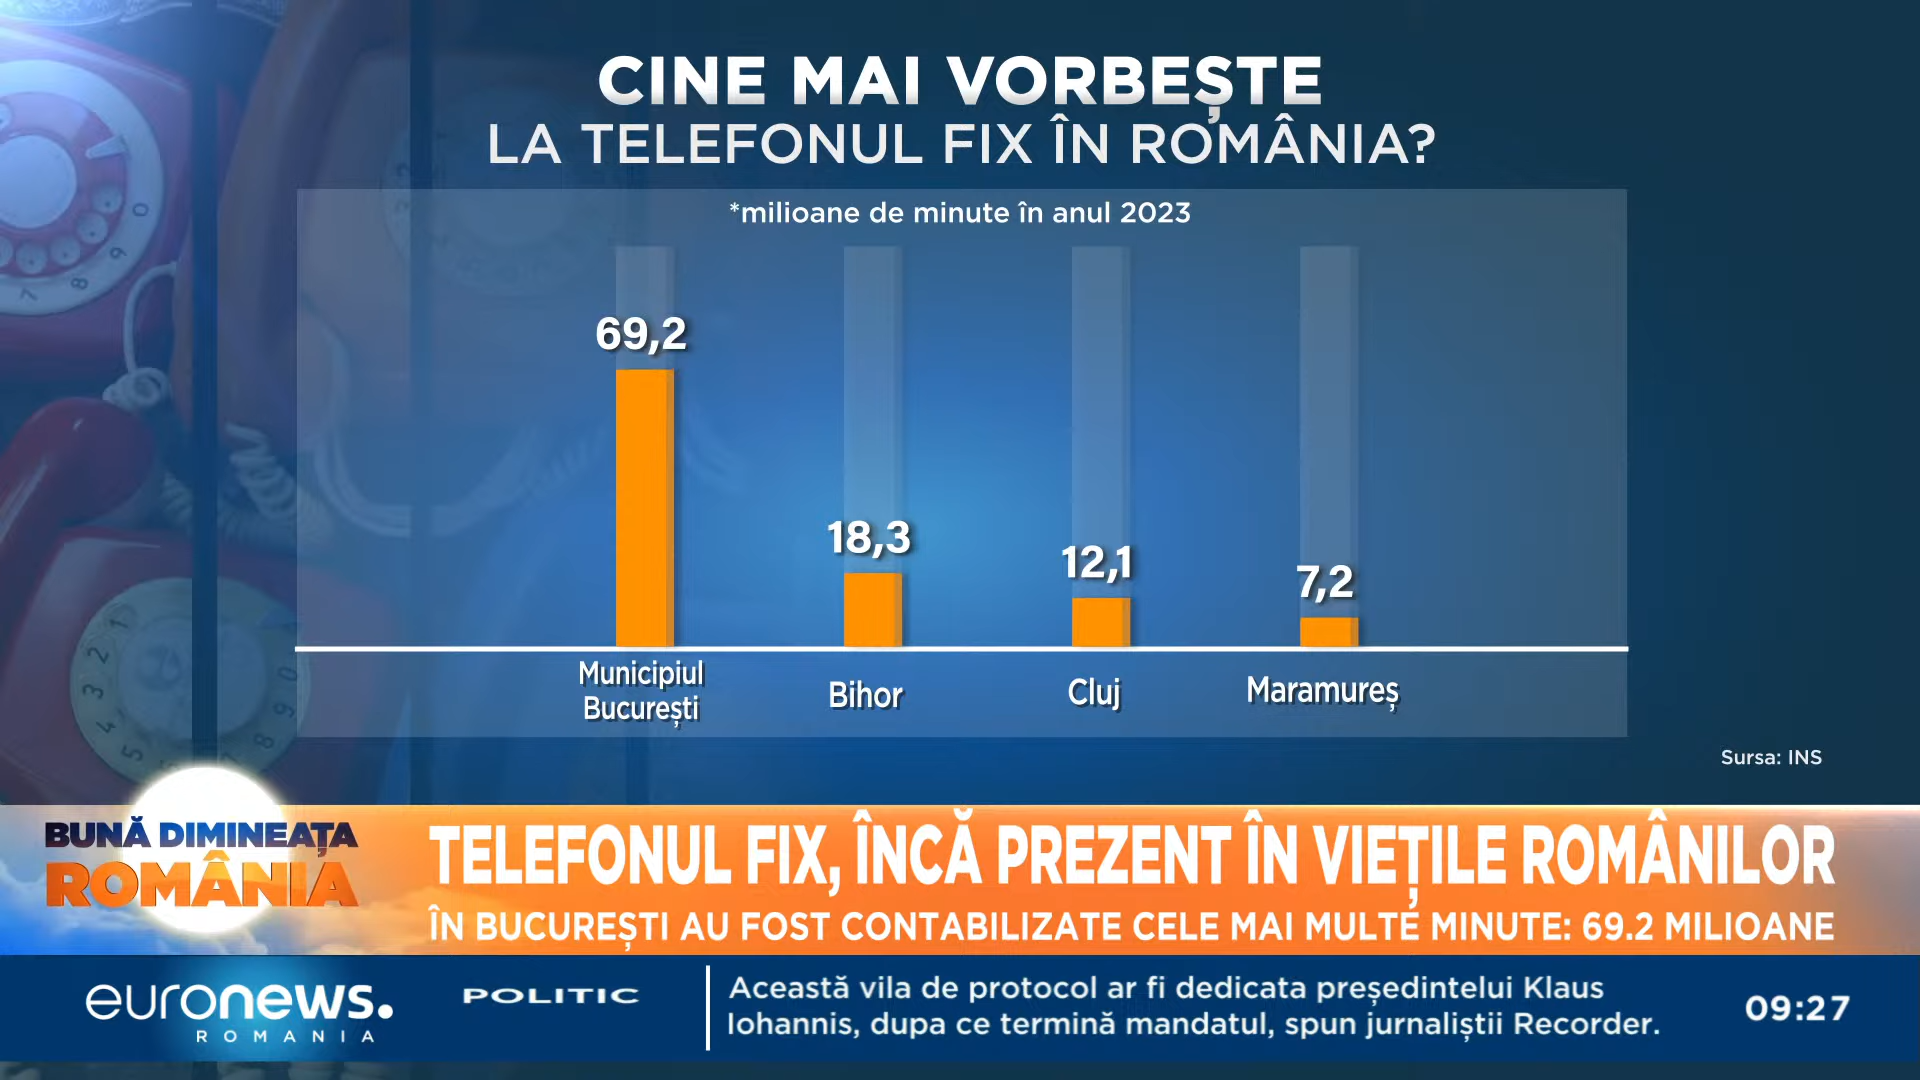 CINE MAI VORBEȘTE
LA TELEFONUL FIX ÎN ROMÂNIA?
*milioane de minute în anul 2023
69,2
18,3
12,1
7,2
Municipiul
București
Bihor
Cluj
Maramureș
Sursa: INS
BUNĂ DIMINEAȚA
ROMÂNIA
TELEFONUL FIX, ÎNCĂ PREZENT ÎN VIEȚILE ROMÂNILOR
ÎN BUCUREȘTI AU FOST CONTABILIZATE CELE MAI MULTE MINUTE: 69.2 MILIOANE
euronews.
ROMANIA
POLITIC
Această vila de protocol ar fi dedicata președintelui Klaus
Iohannis, dupa ce termină mandatul, spun jurnaliștii Recorder.
09:27